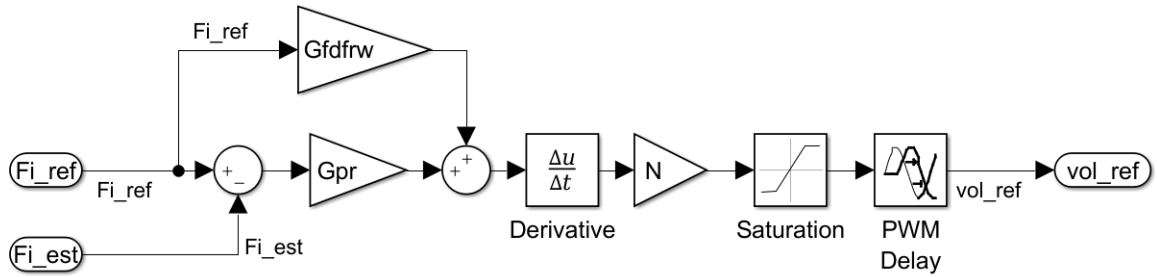 Fi_ref
Gfdfrw
Fi_ref
Fi_ref
+
−
Gpr
+
+
Δu
Δt
N
vol_ref
vol_ref
Derivative
Saturation
PWM
Delay
Fi_est
Fi_est